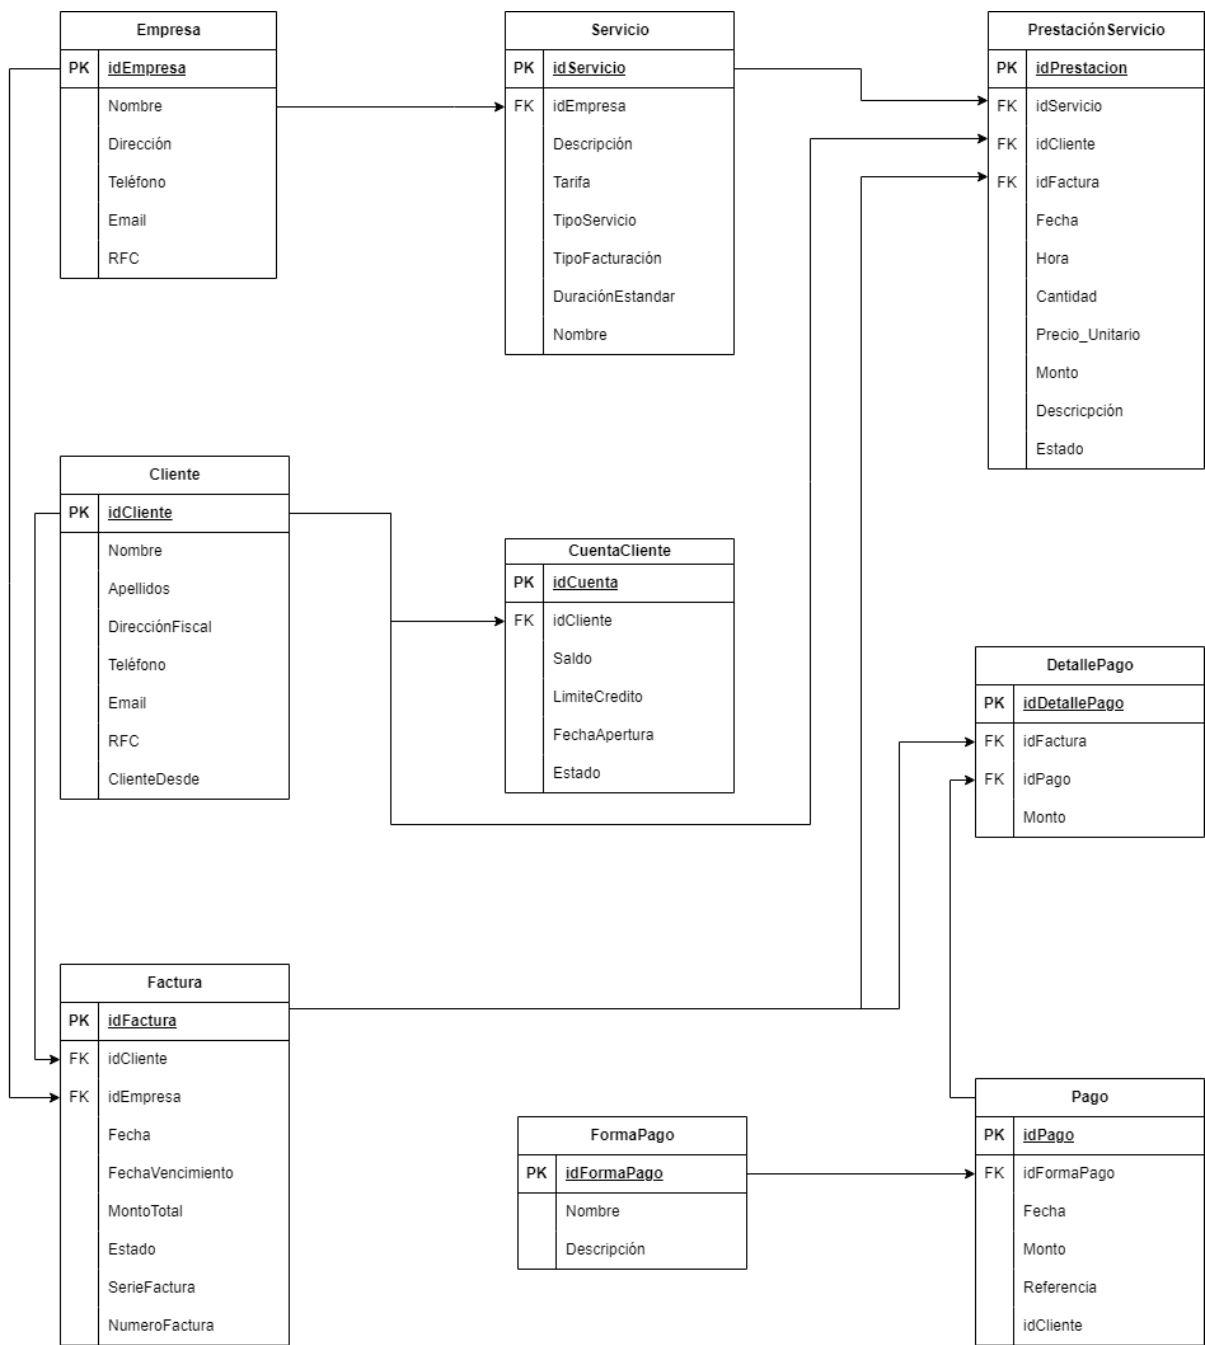 Empresa
PK idEmpresa
Nombre
Dirección
Teléfono
Email
RFC
Servicio
PK idServicio
FK idEmpresa
Descripción
Tarifa
TipoServicio
TipoFacturación
DuraciónEstandar
Nombre
PrestaciónServicio
PK idPrestacion
FK idServicio
FK idCliente
FK idFactura
Fecha
Hora
Cantidad
Precio_Unitario
Monto
Descricpción
Estado
Cliente
PK idCliente
Nombre
Apellidos
DirecciónFiscal
Teléfono
Email
RFC
ClienteDesde
CuentaCliente
PK idCuenta
FK idCliente
Saldo
LimiteCredito
FechaApertura
Estado
DetallePago
PK idDetallePago
FK idFactura
FK idPago
Monto
Factura
PK idFactura
FK idCliente
FK idEmpresa
Fecha
FechaVencimiento
MontoTotal
Estado
SerieFactura
NumeroFactura
FormaPago
PK idFormaPago
Nombre
Descripción
Pago
PK idPago
FK idFormaPago
Fecha
Monto
Referencia
idCliente